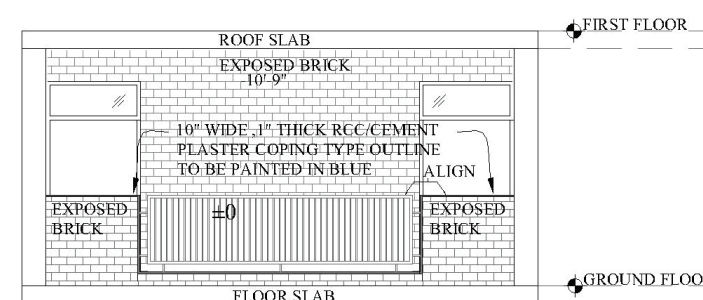 FIRST FLOOR
ROOF SLAB
EXPOSED BRICK
10'-9"
10" WIDE ,1" THICK RCC/CEMENT
PLASTER COPING TYPE OUTLINE
TO BE PAINTED IN BLUE
ALIGN
EXPOSED
BRICK
±0
EXPOSED
BRICK
GROUND FLOO
FLOOR SLAB